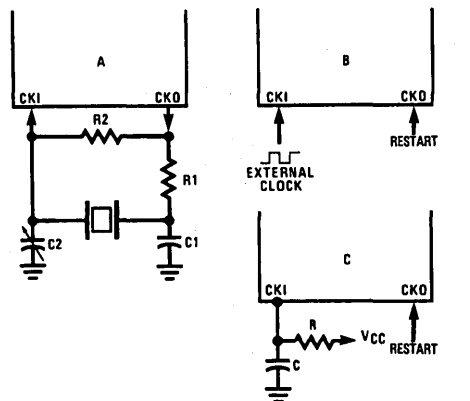 A
CKI
CKO
R2
R1
C2
C1
B
CKI
CKO
EXTERNAL
CLOCK
RESTART
C
CKI
CKO
R
VCC
RESTART
C